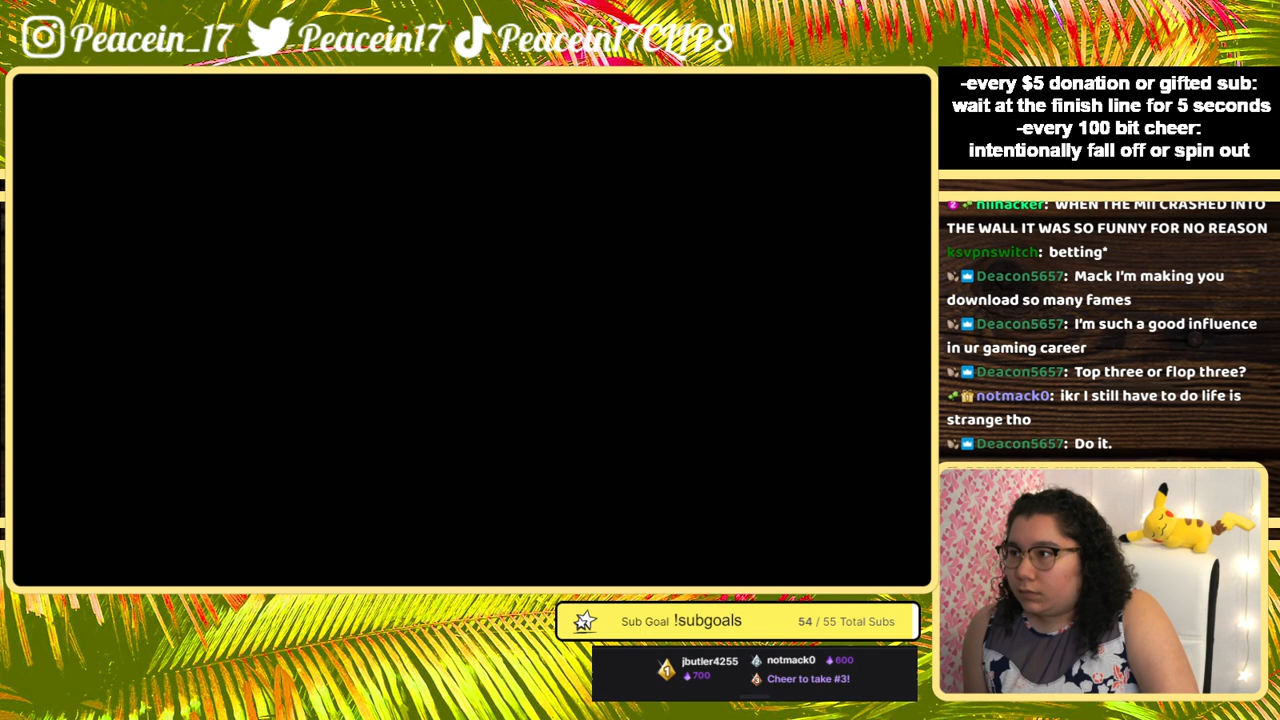 Peacein_17 Peacein17 Peacein17CLIPS
-every $5 donation or gifted sub:
wait at the finish line for 5 seconds
-every 100 bit cheer:
intentionally fall off or spin out
hiihacker: WHEN THE MII CRASHED INTO
THE WALL IT WAS SO FUNNY FOR NO REASON
ksvpnswitch: betting*
Deacon5657: Mack I'm making you
download so many fames
Deacon5657: I'm such a good influence
in ur gaming career
Deacon5657: Top three or flop three?
notmack0: ikr I still have to do life is
strange tho
Deacon5657: Do it.
Sub Goal !subgoals 54 / 55 Total Subs
1 jbutler4255 700
2 notmack0 600
3 Cheer to take #3!